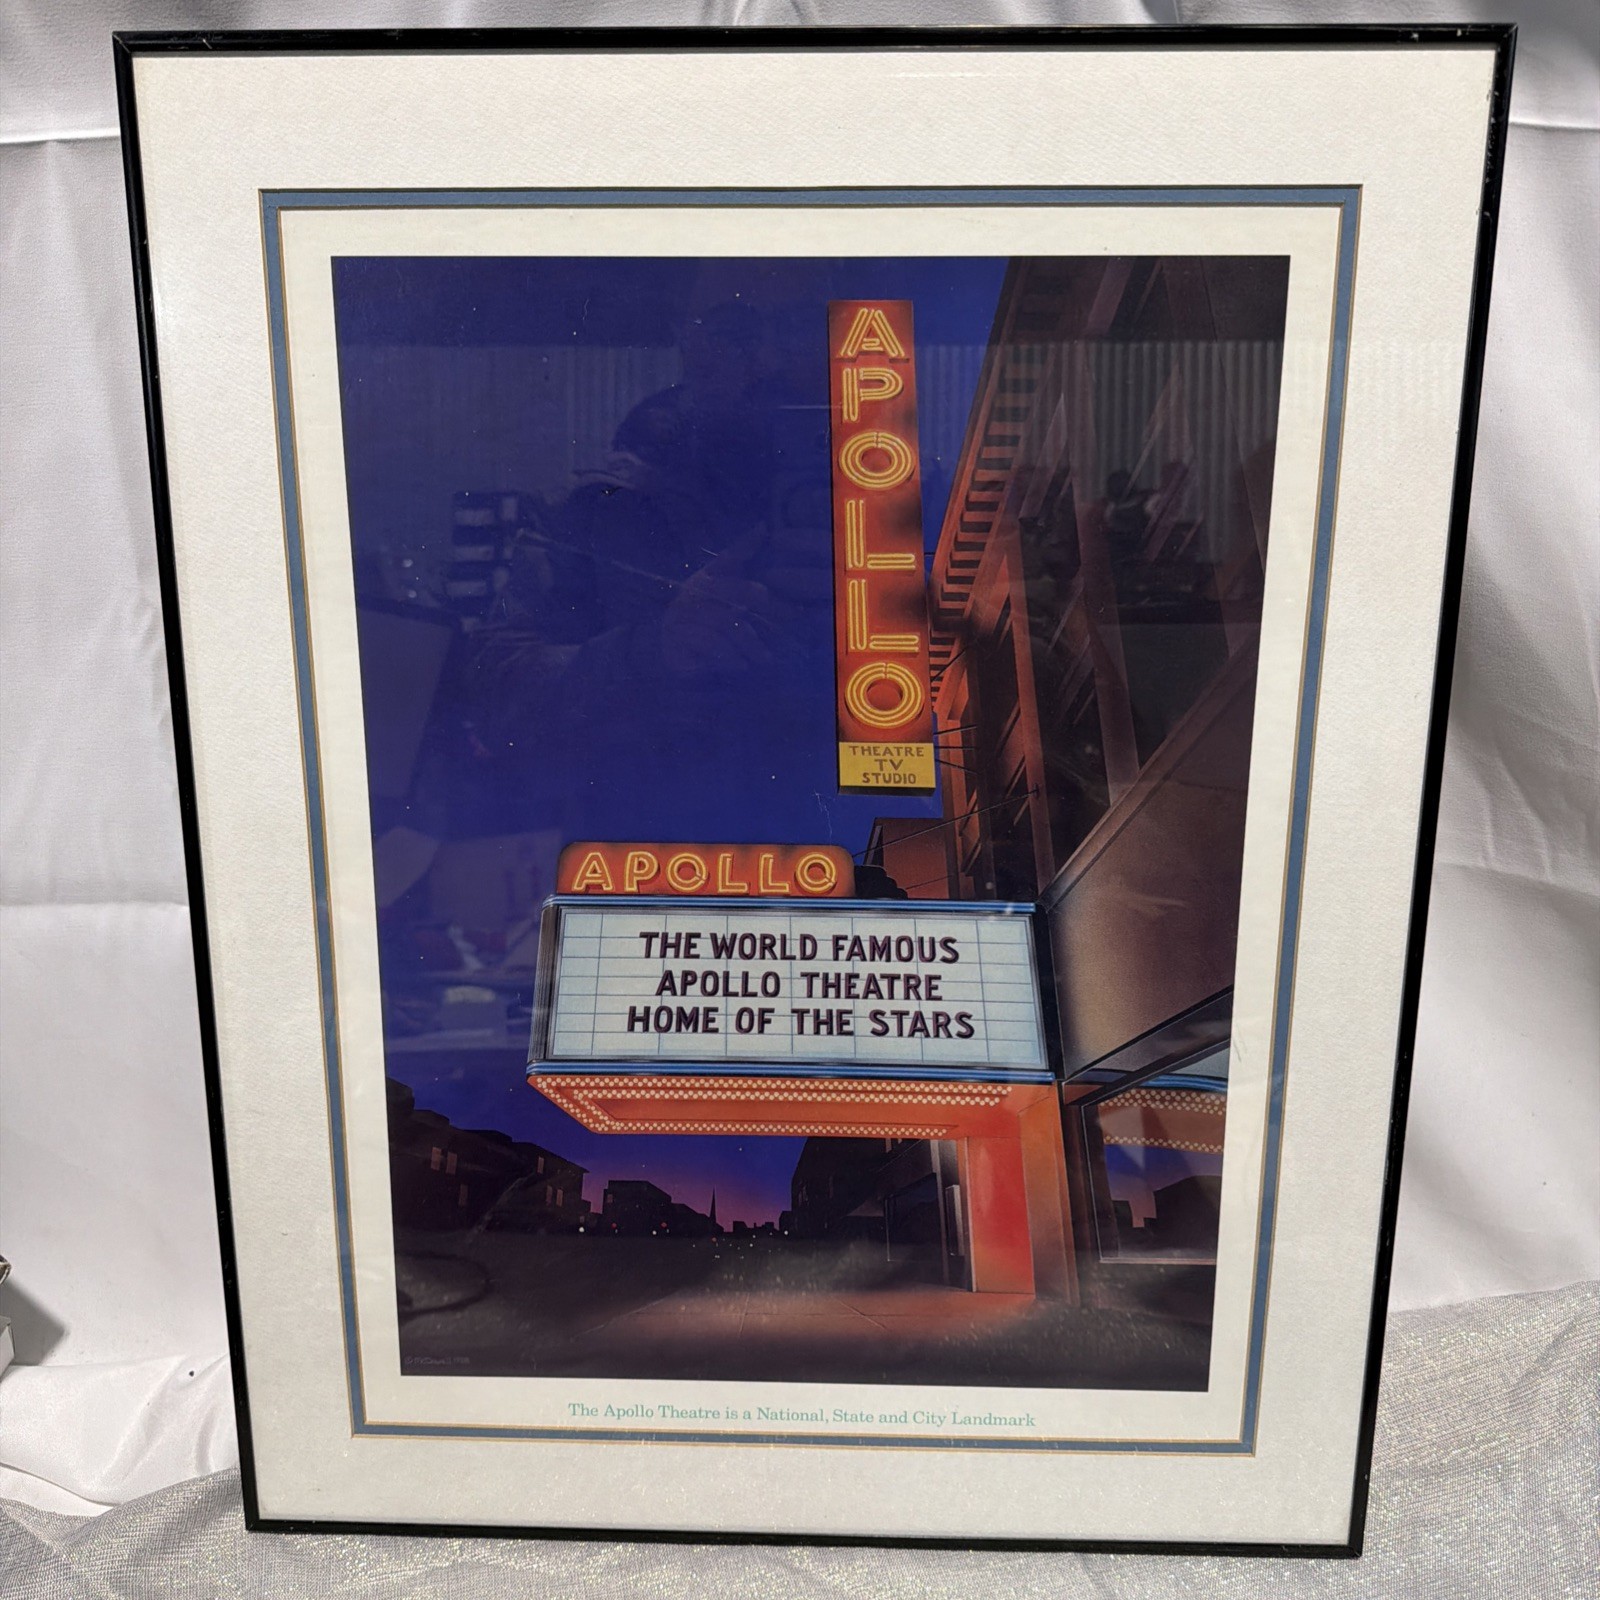 APOLLO
THEATRE
TV
STUDIO
APOLLO
THE WORLD FAMOUS
APOLLO THEATRE
HOME OF THE STARS
The Apollo Theatre is a National, State and City Landmark